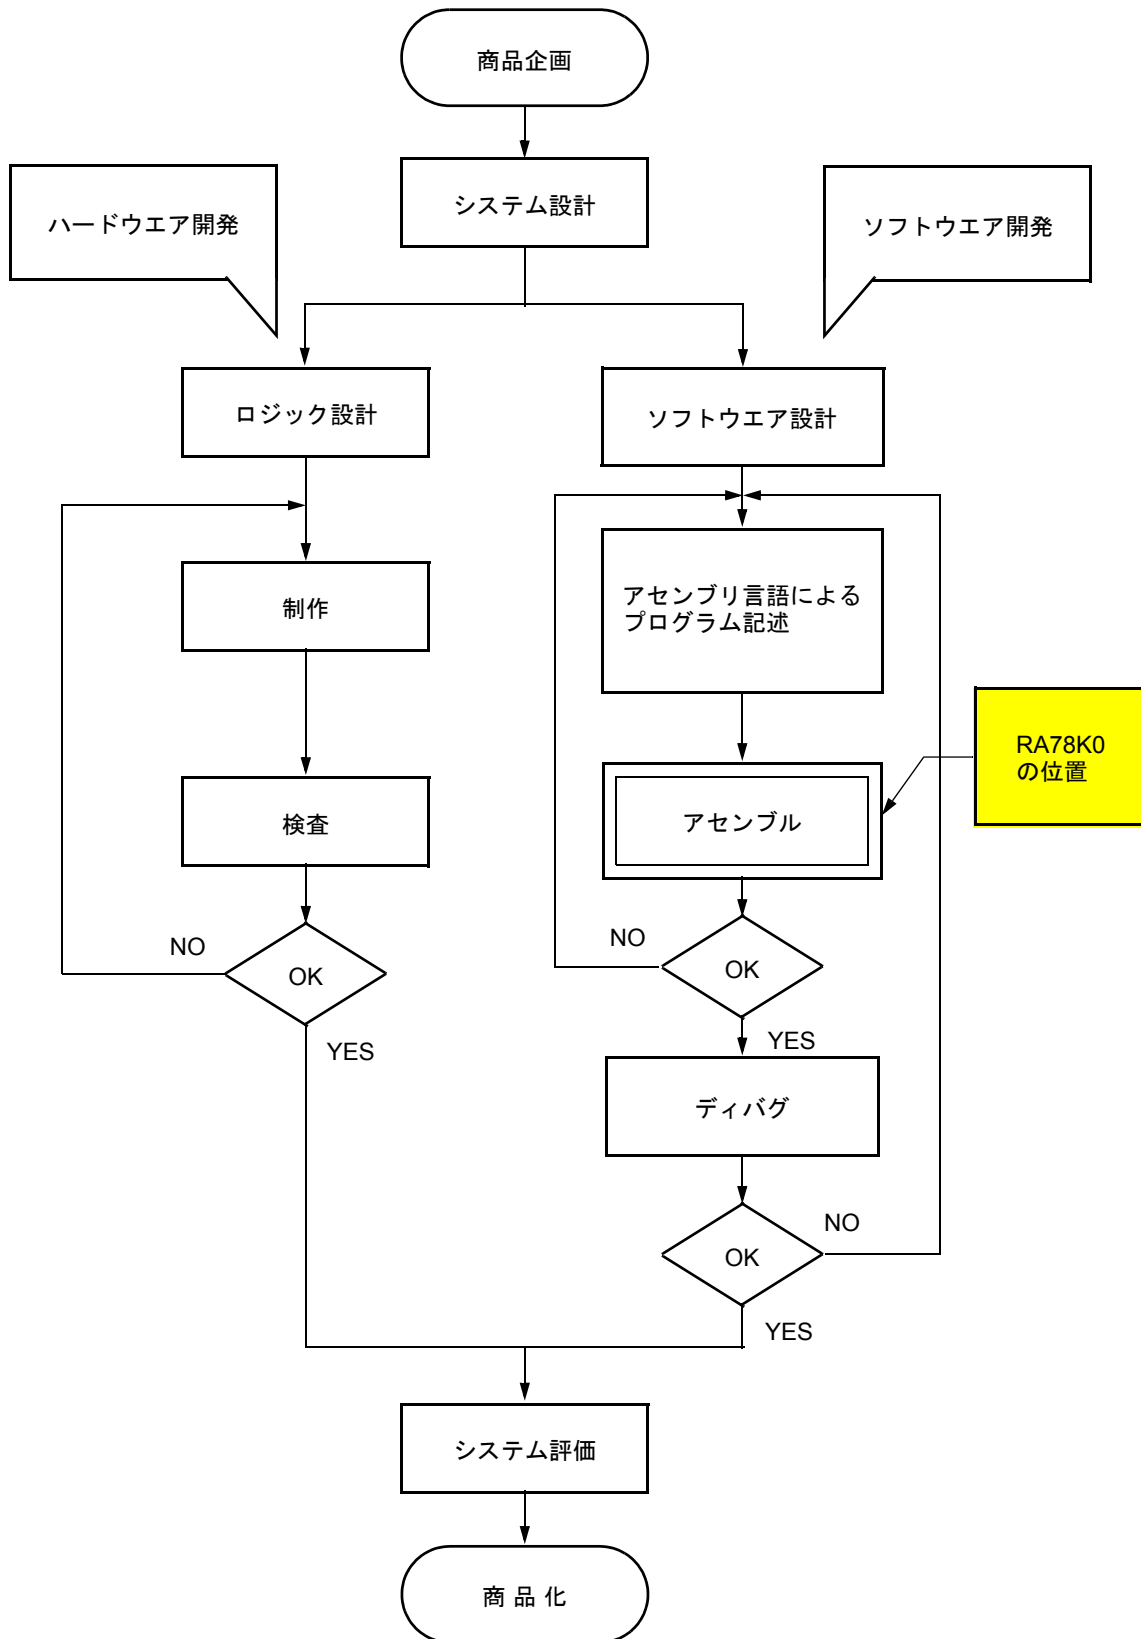 商品企画
システム設計
ハードウエア開発
ソフトウエア開発
ロジック設計
ソフトウエア設計
制作
アセンブリ言語による
プログラム記述
RA78K0
の位置
検査
アセンブル
NO
OK
YES
NO
OK
YES
ディバグ
OK
NO
YES
システム評価
商 品 化